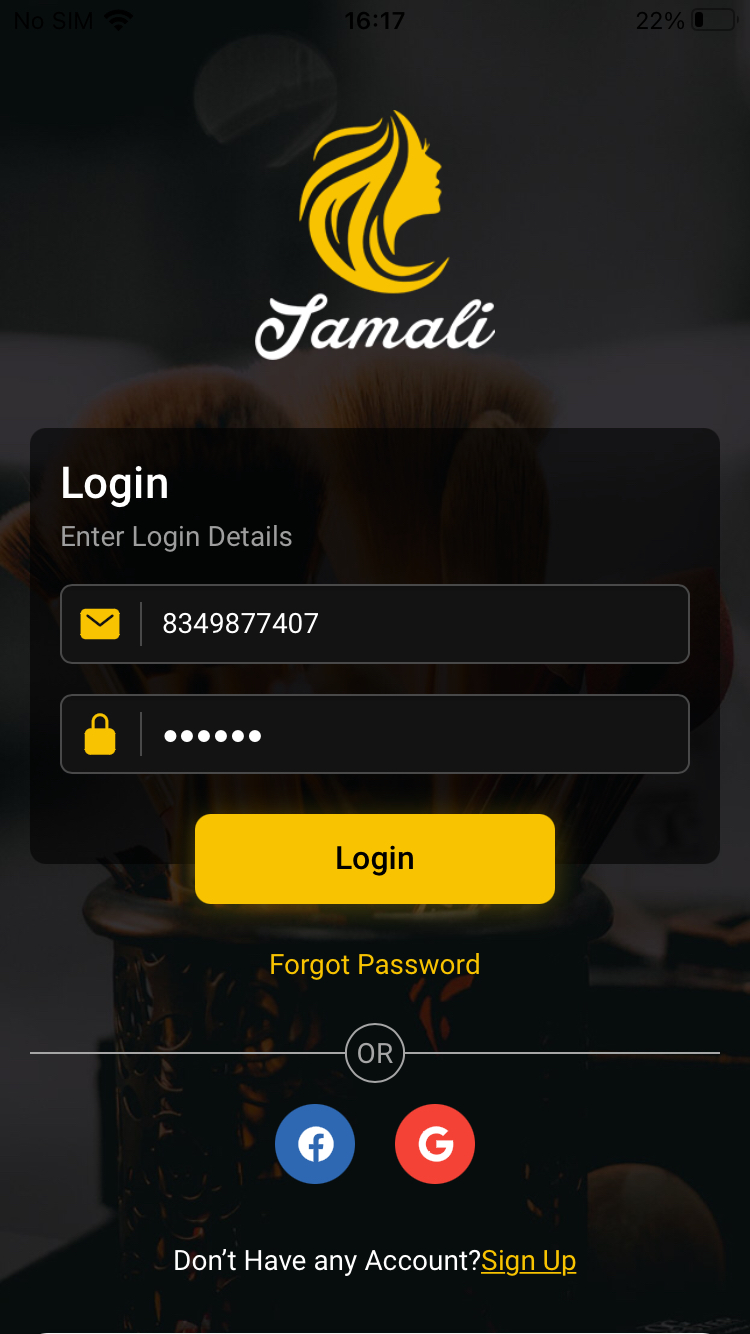 No SIM 16:17 22%
Jamali
Login
Enter Login Details
8349877407
••••••
Login
Forgot Password
OR
Don’t Have any Account?Sign Up